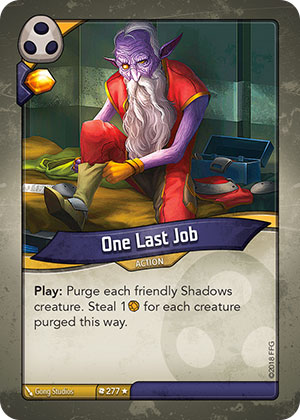 One Last Job
ACTION
Play: Purge each friendly Shadows
creature. Steal 1 for each creature
purged this way.
Gong Studios
277
©2018 FFG